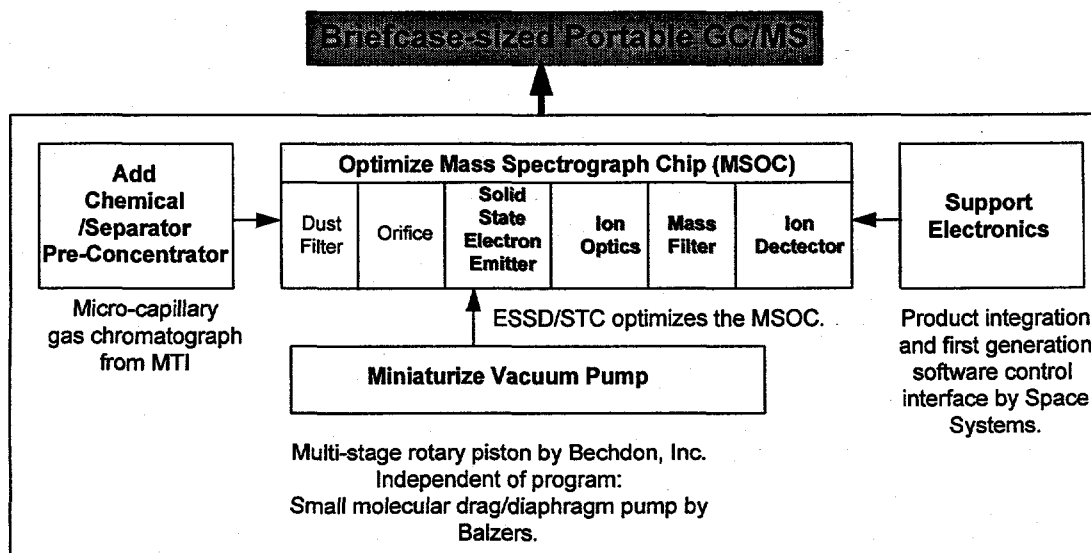 Briefcase-sized Portable GC/MS
Add
Chemical
/Separator
Pre-Concentrator
Micro-capillary
gas chromatograph
from MTI
Optimize Mass Spectrograph Chip (MSOC)
Dust
Filter
Orifice
Solid
State
Electron
Emitter
Ion
Optics
Mass
Filter
Ion
Dectector
ESSD/STC optimizes the MSOC.
Miniaturize Vacuum Pump
Multi-stage rotary piston by Bechdon, Inc.
Independent of program:
Small molecular drag/diaphragm pump by
Balzers.
Support
Electronics
Product integration
and first generation
software control
interface by Space
Systems.